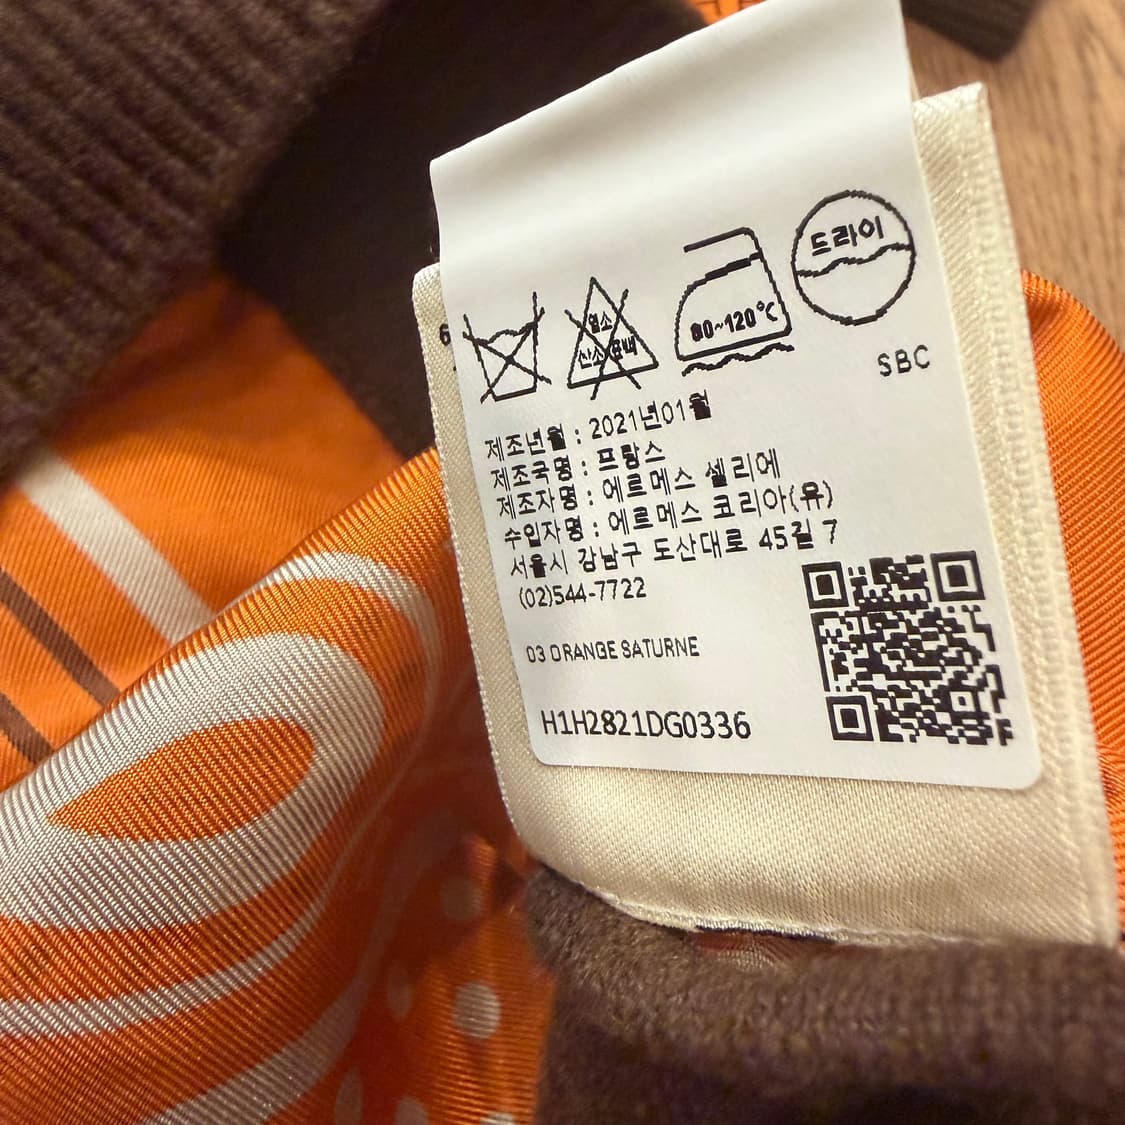 드라이
염소
산소 표백
80~120℃
SBC
6
제조년월 : 2021년01월
제조국명 : 프랑스
제조자명 : 에르메스 셀리에
수입자명 : 에르메스 코리아(유)
서울시 강남구 도산대로 45길 7
(02)544-7722
03 ORANGE SATURNE
H1H2821DG0336